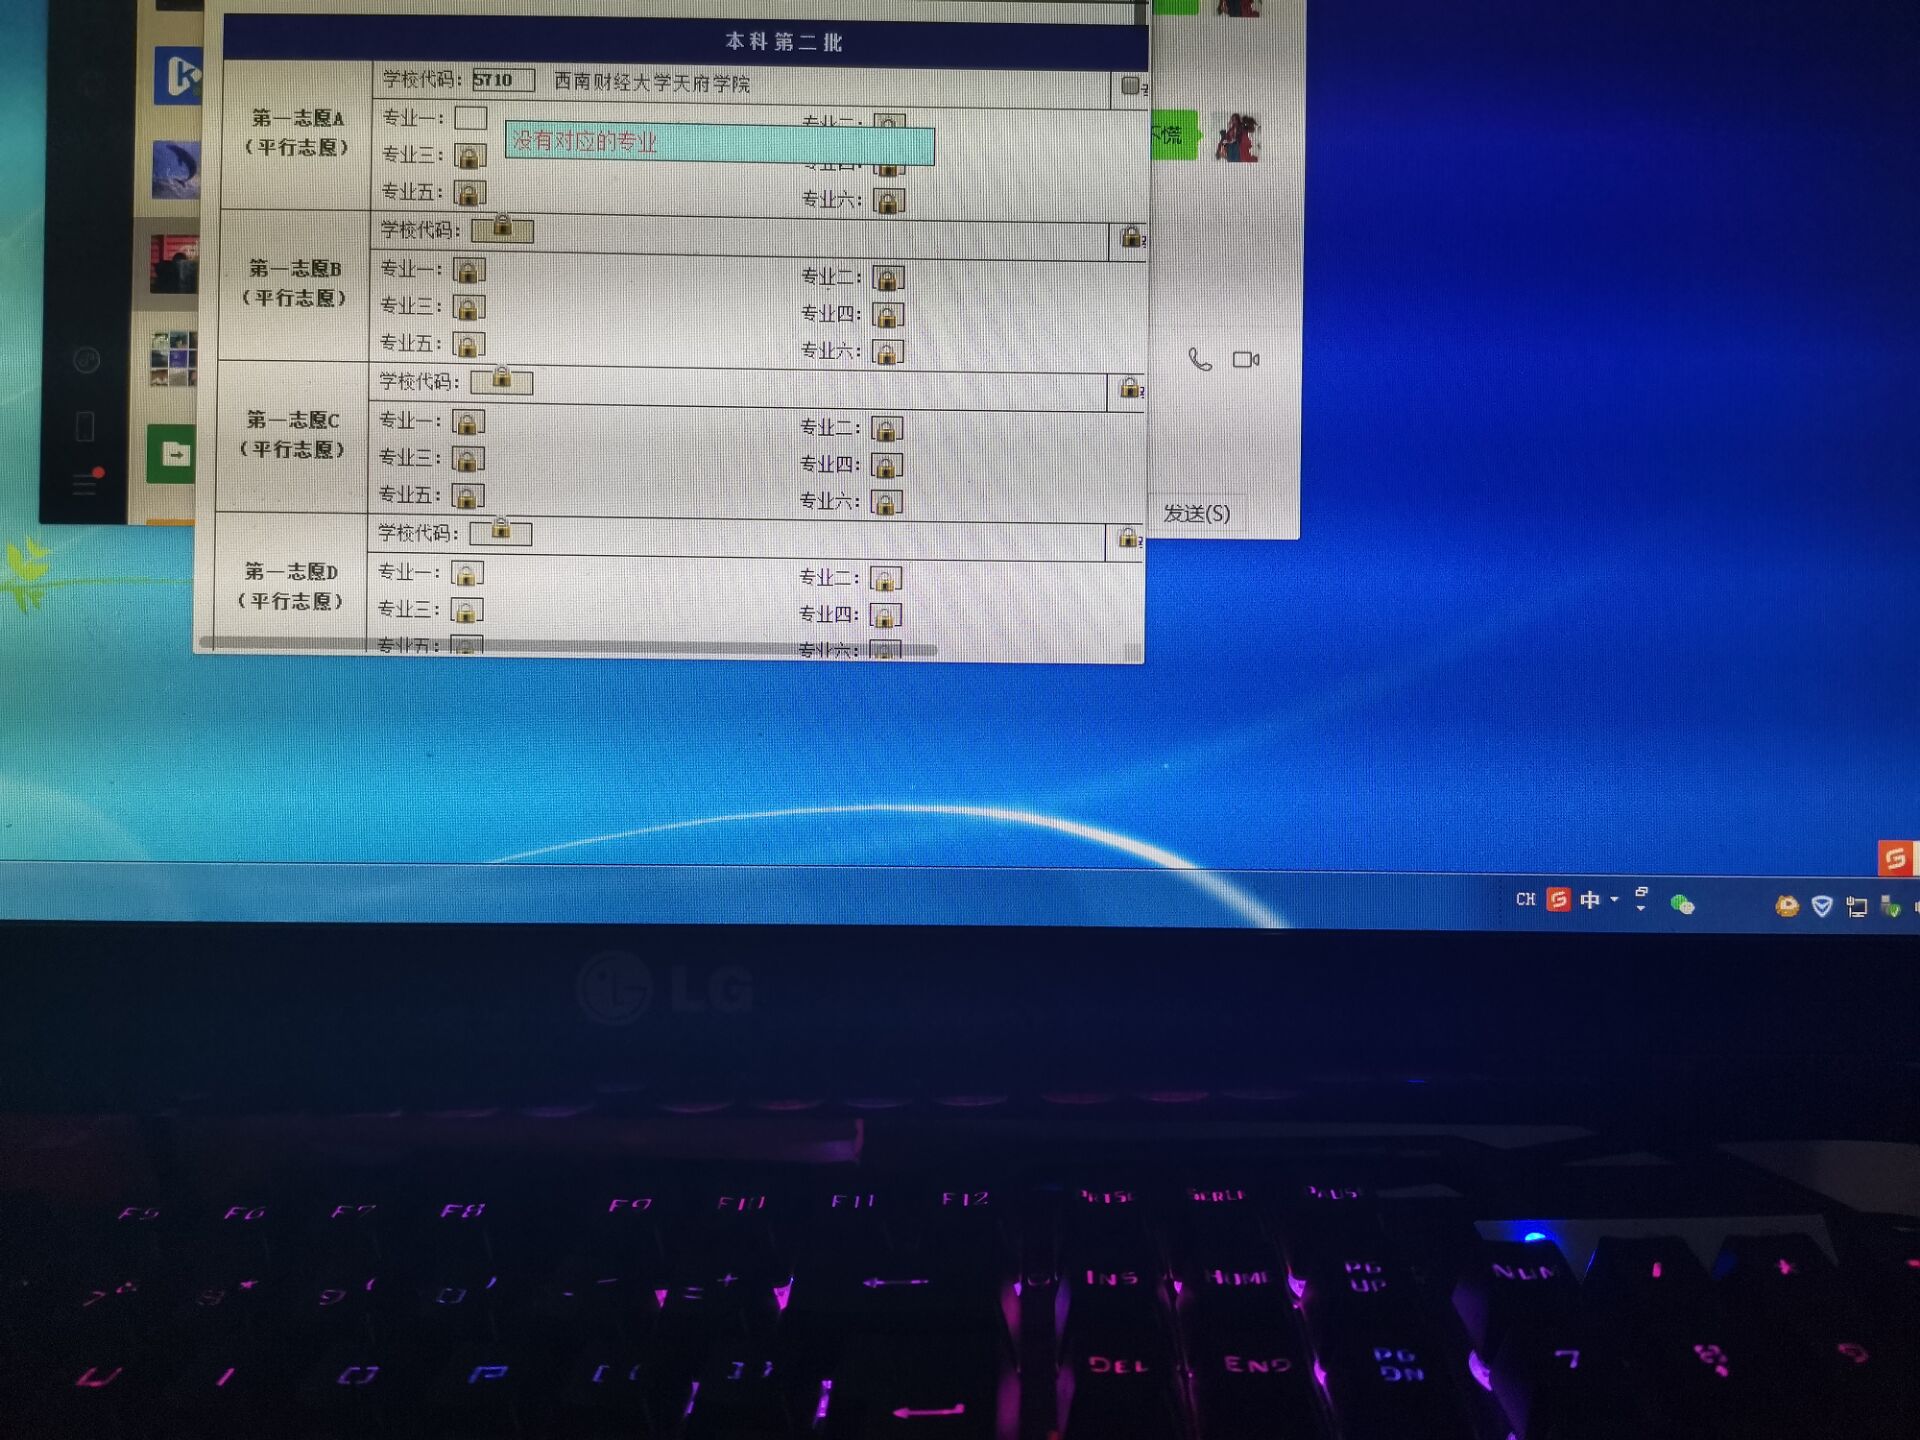 本科第二批
学校代码: 5710 西南财经大学天府学院
第一志愿A
(平行志愿)
专业一:
专业二:
没有对应的专业
专业三:
专业四:
专业五:
专业六:
学校代码:
第一志愿B
(平行志愿)
专业一:
专业二:
专业三:
专业四:
专业五:
专业六:
学校代码:
第一志愿C
(平行志愿)
专业一:
专业二:
专业三:
专业四:
专业五:
专业六:
学校代码:
第一志愿D
(平行志愿)
专业一:
专业二:
专业三:
专业四:
专业五:
专业六:
不慌
发送(S)
CH 中
LG
F5 F6 F7 F8 F9 F10 F11 F12 PRTSC SCRLK PAUSE
7 8 * 9 ( 0 ) - = + INS HOME PG UP NUM / *
U I O P [ { ] } DEL END PG DN 7 8 9